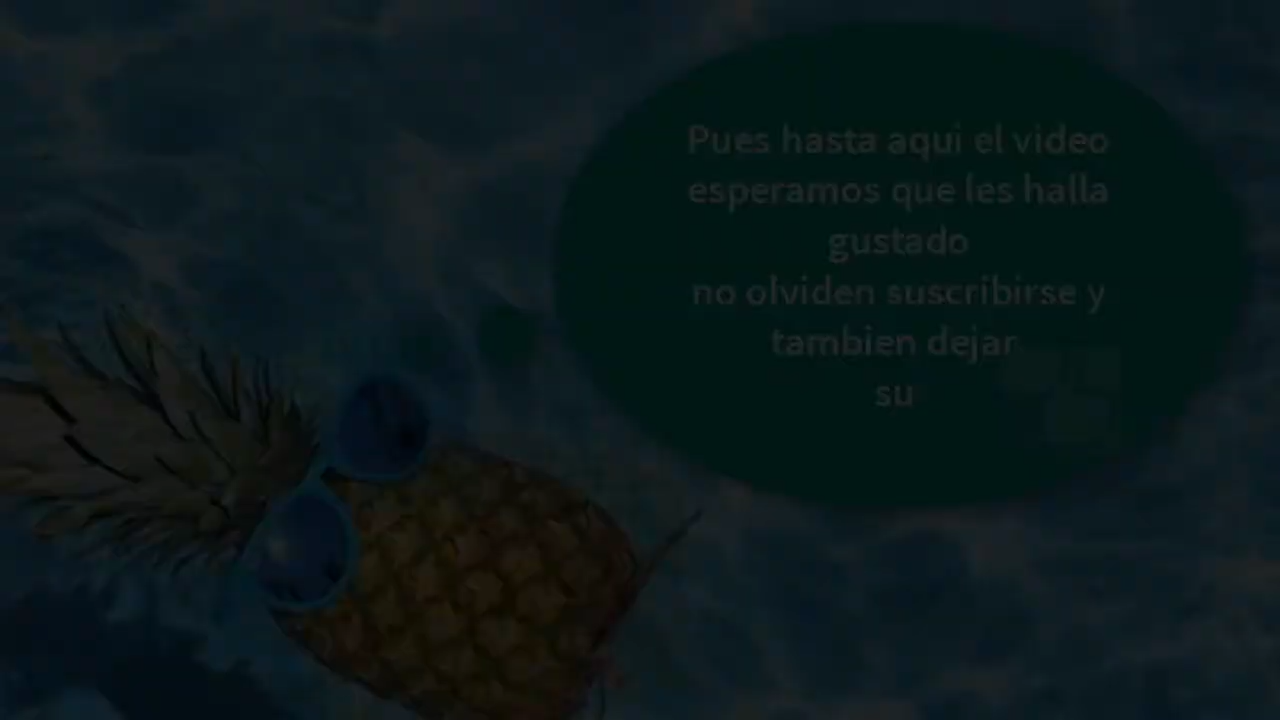 Pues hasta aqui el video
esperamos que les halla
gustado
no olviden suscribirse y
tambien dejar
su